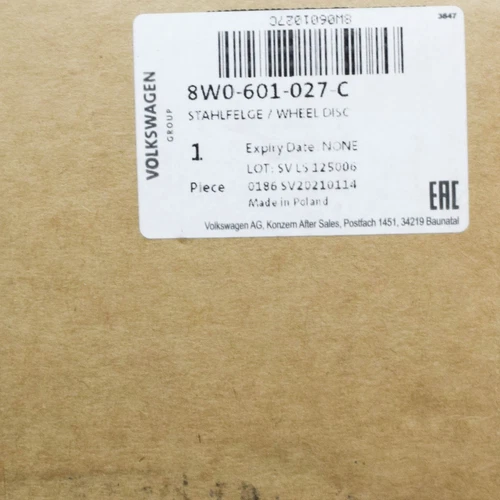 8W0601027C
3647
8W0-601-027-C
STAHLFELGE / WHEEL DISC
VOLKSWAGEN
GROUP
1 Expiry Date: NONE
LOT: SV LS 125006
Piece 0186 SV20210114
Made in Poland
EAC
Volkswagen AG, Konzern After Sales, Postfach 1451, 34219 Baunatal